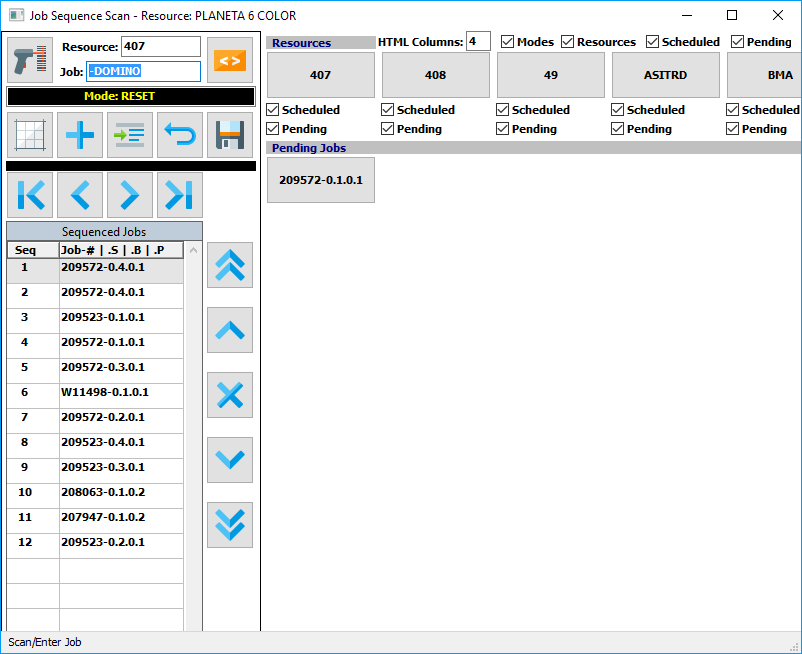 Job Sequence Scan - Resource: PLANETA 6 COLOR
Resource: 407
Job: -DOMINO
Mode: RESET
Sequenced Jobs
Seq Job-# | .S | .B | .P
1 209572-0.4.0.1
2 209572-0.4.0.1
3 209523-0.1.0.1
4 209572-0.1.0.1
5 209572-0.3.0.1
6 W11498-0.1.0.1
7 209572-0.2.0.1
8 209523-0.4.0.1
9 209523-0.3.0.1
10 208063-0.1.0.2
11 207947-0.1.0.2
12 209523-0.2.0.1
Resources HTML Columns: 4 Modes Resources Scheduled Pending
407 408 49 ASITRD BMA
Scheduled Scheduled Scheduled Scheduled Scheduled
Pending Pending Pending Pending Pending
Pending Jobs
209572-0.1.0.1
Scan/Enter Job